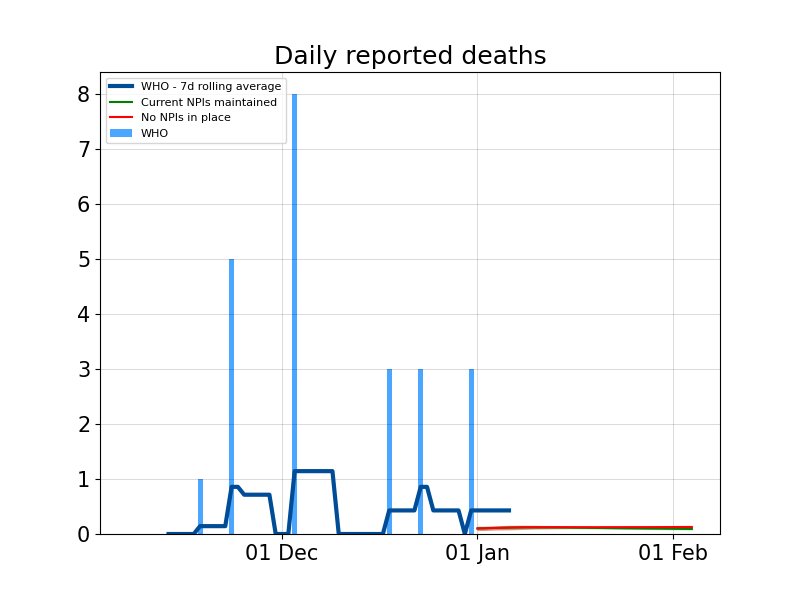 Daily reported deaths
WHO - 7d rolling average
Current NPIs maintained
No NPIs in place
WHO
8
7
6
5
4
3
2
1
0
01 Dec
01 Jan
01 Feb